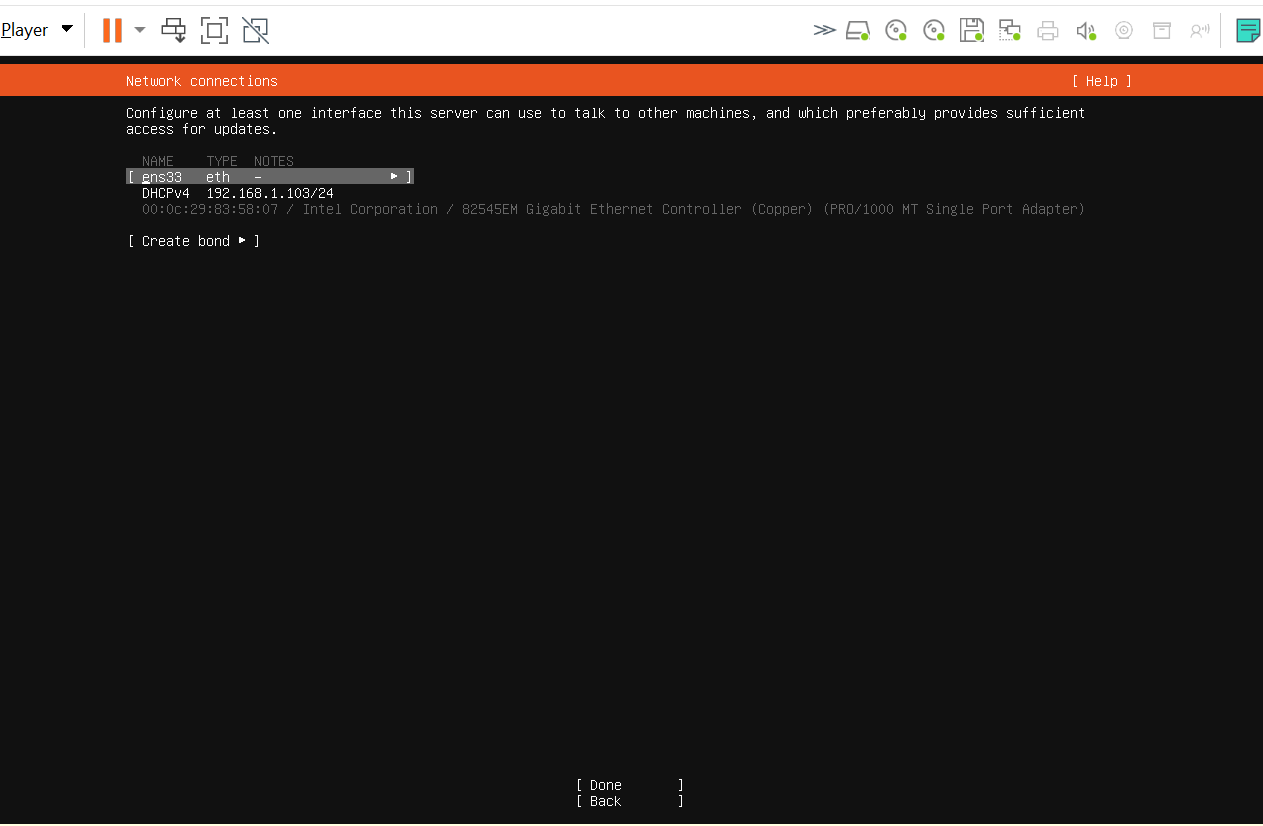 Player
Network connections [ Help ]
Configure at least one interface this server can use to talk to other machines, and which preferably provides sufficient
access for updates.
NAME TYPE NOTES
[ ens33 eth - ▸ ]
DHCPv4 192.168.1.103/24
00:0c:29:83:58:07 / Intel Corporation / 82545EM Gigabit Ethernet Controller (Copper) (PRO/1000 MT Single Port Adapter)
[ Create bond ▸ ]
[ Done ]
[ Back ]